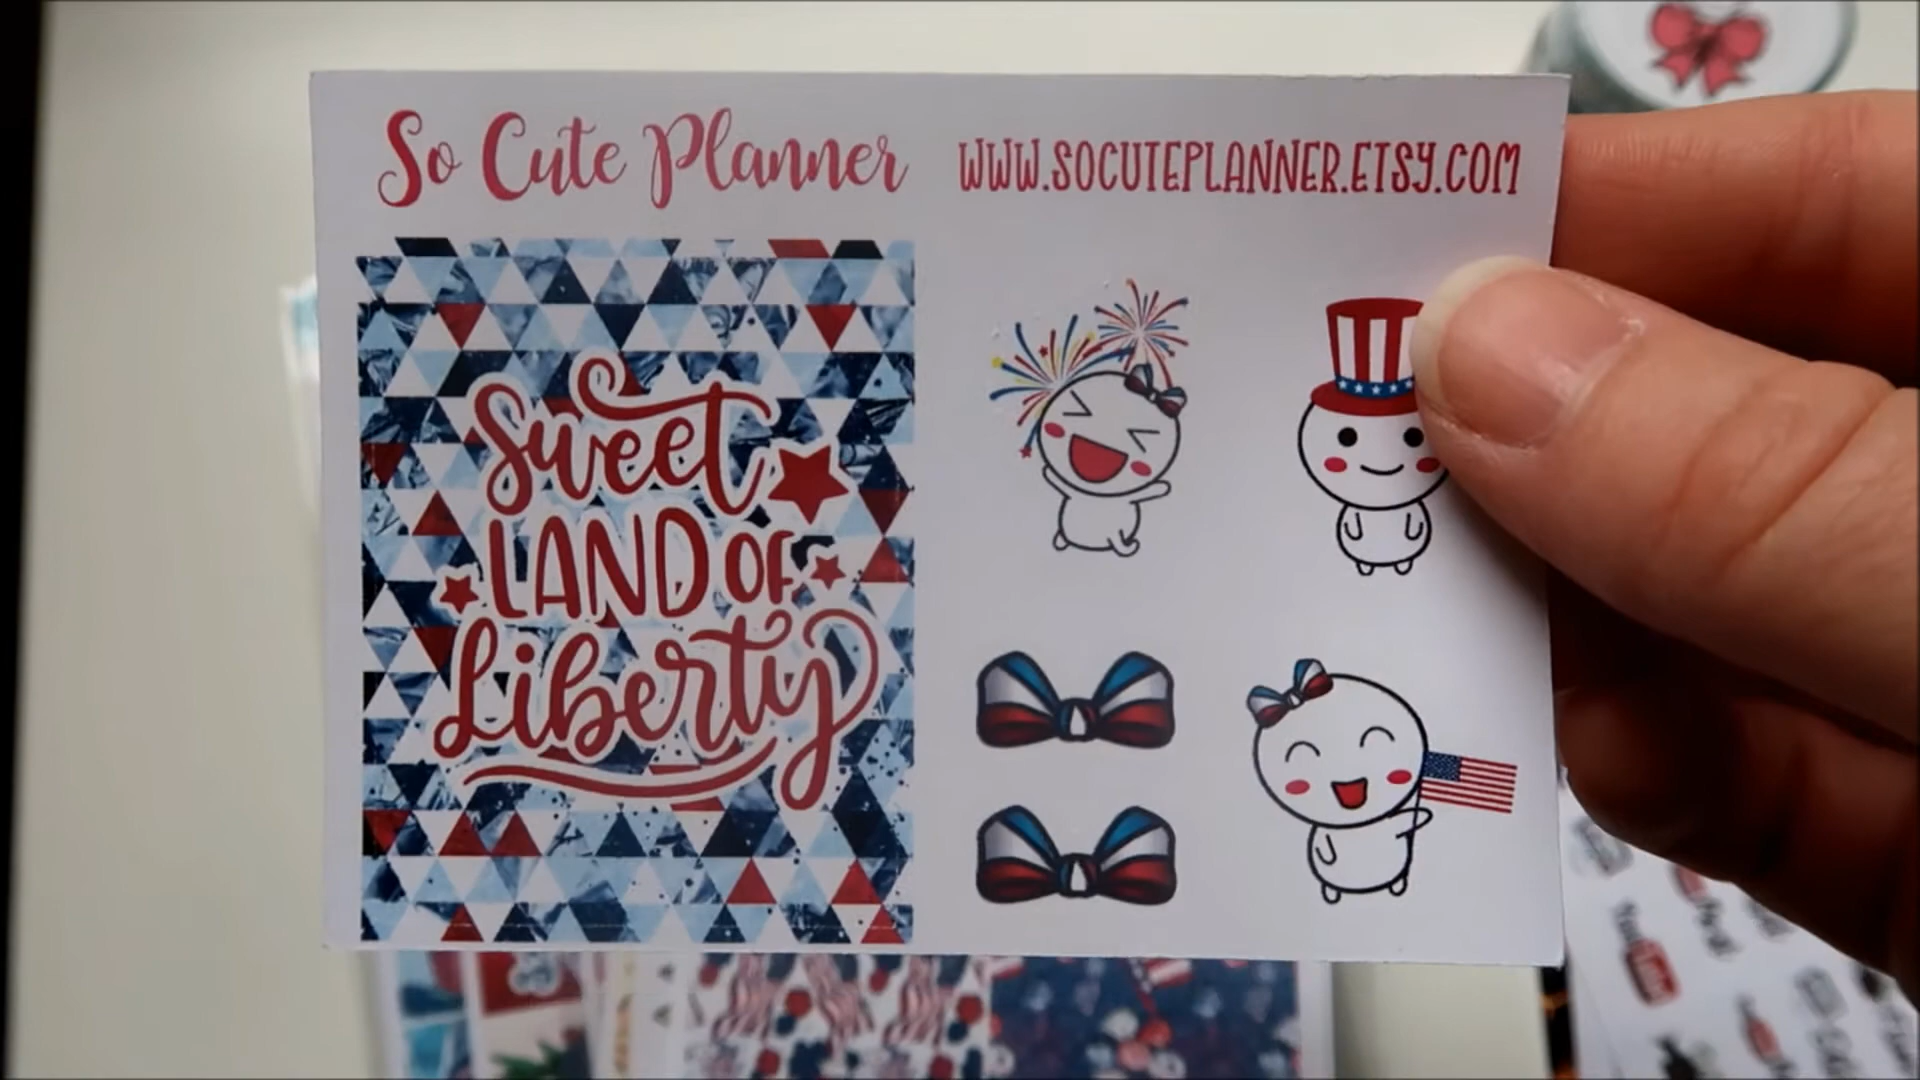 So Cute Planner
WWW.SOCUTEPLANNER.ETSY.COM
Sweet
LAND OF
Liberty